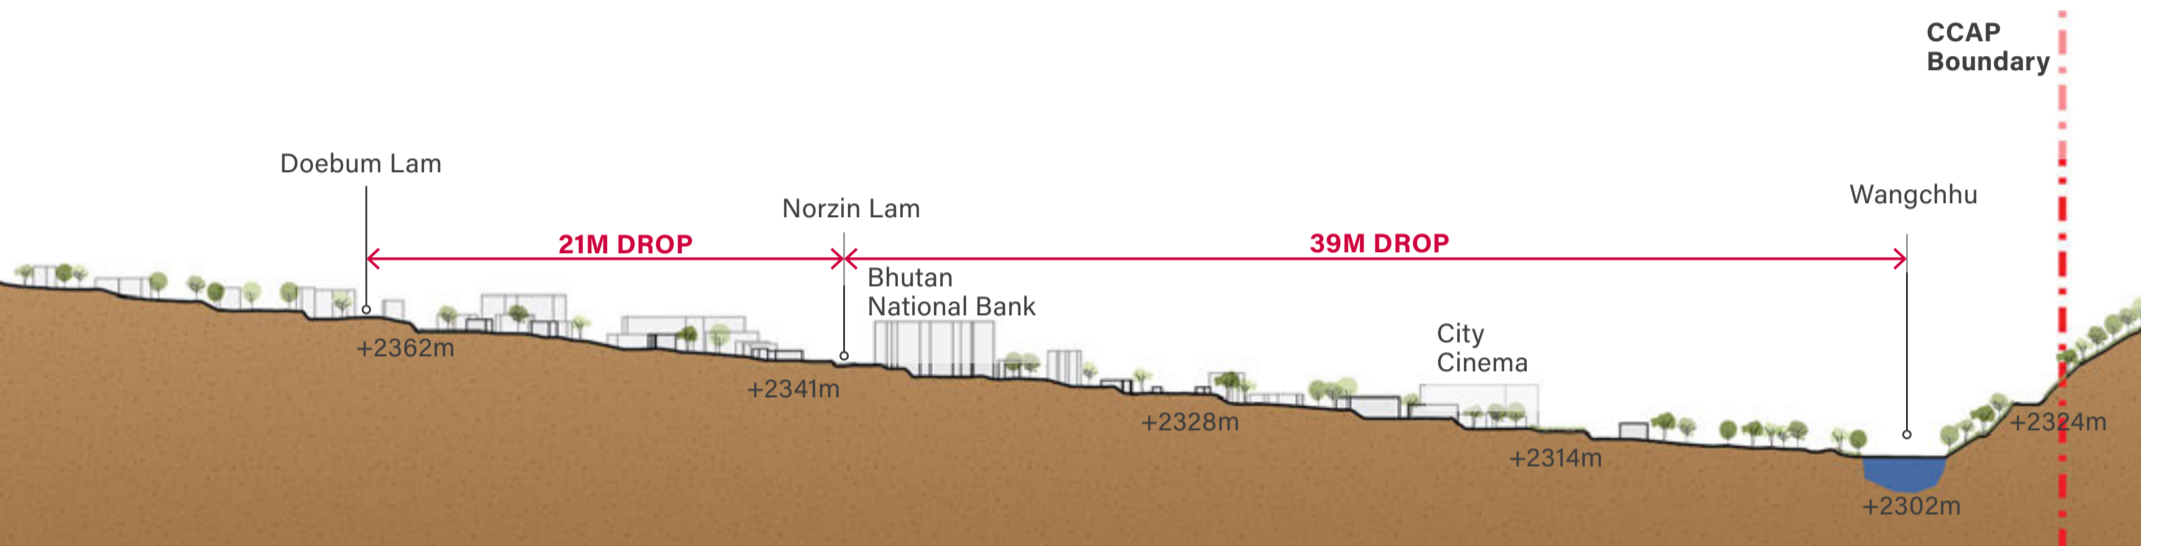 CCAP
Boundary
Doebum Lam
Norzin Lam
Wangchhu
21M DROP
39M DROP
Bhutan
National Bank
City
Cinema
+2362m
+2341m
+2328m
+2314m
+2302m
+2324m